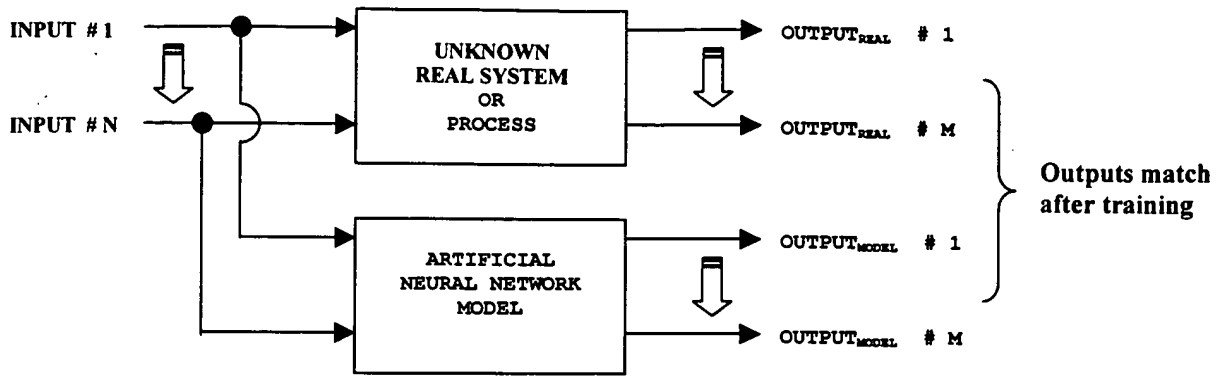 INPUT #1
INPUT #N
UNKNOWN
REAL SYSTEM
OR
PROCESS
OUTPUT REAL # 1
OUTPUT REAL # M
ARTIFICIAL
NEURAL NETWORK
MODEL
OUTPUT MODEL # 1
OUTPUT MODEL # M
Outputs match
after training